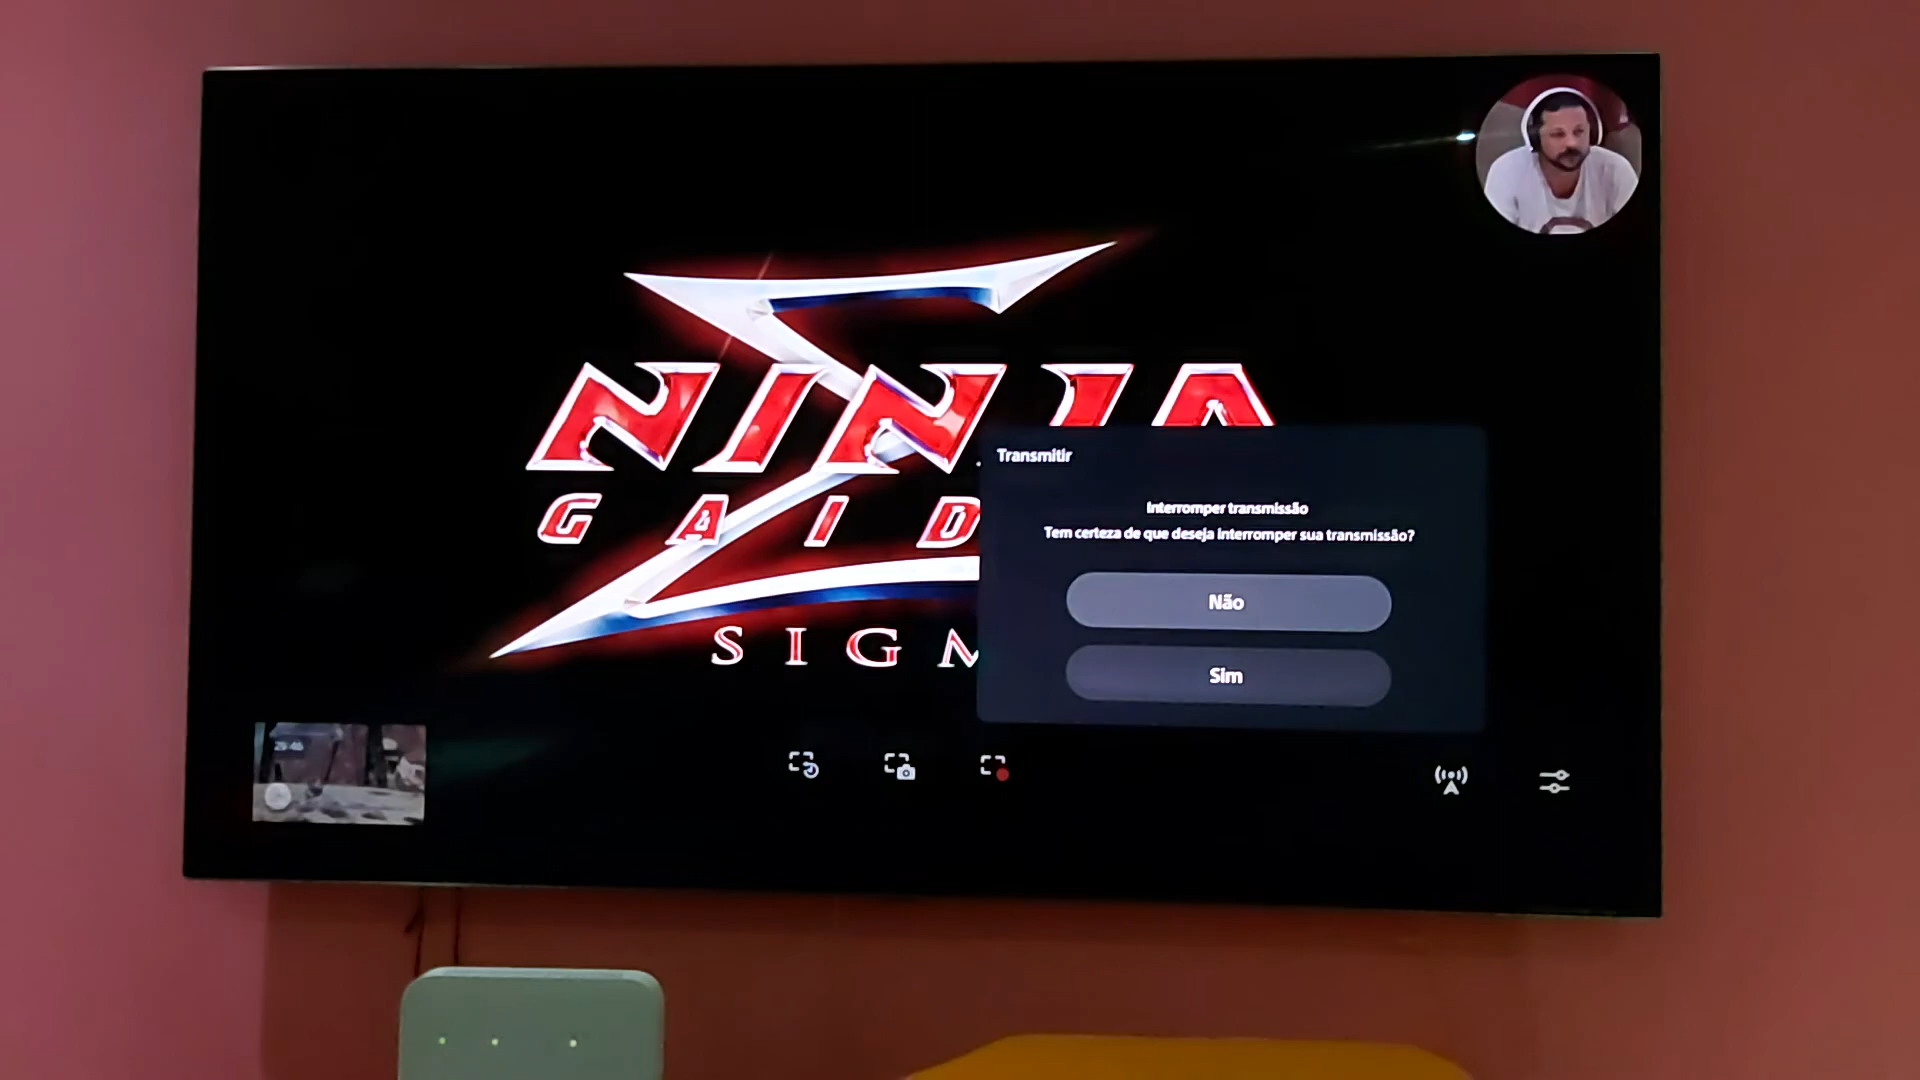 NINJA
GAID
SIGM
Transmitir
Interromper transmissão
Tem certeza de que deseja interromper sua transmissão?
Não
Sim